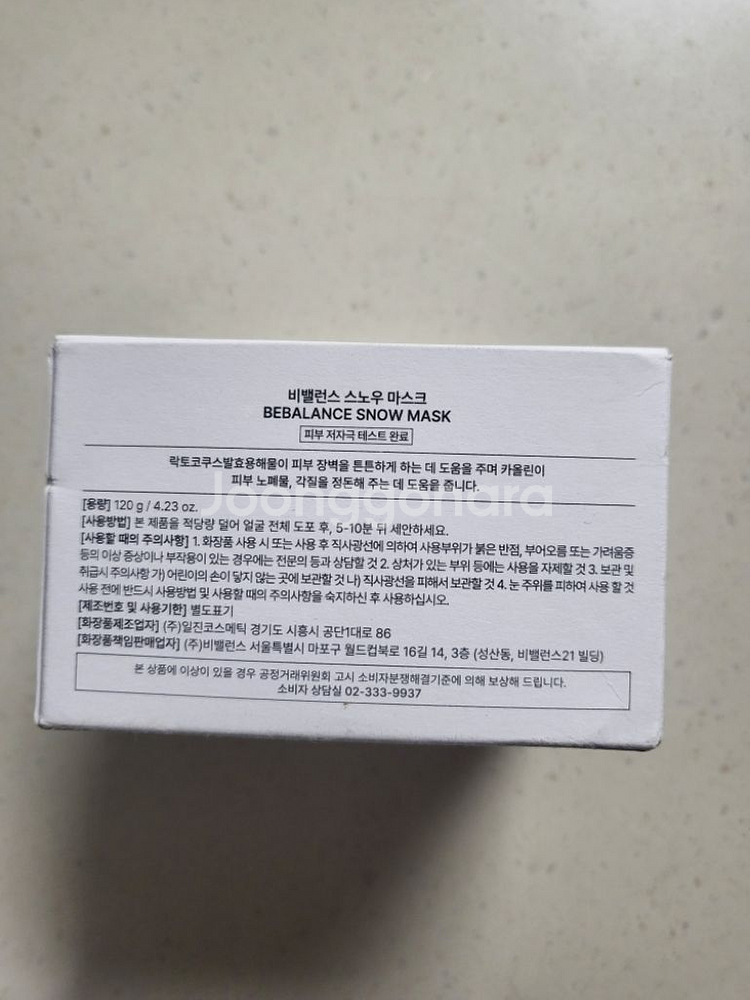 비밸런스 스노우 마스크
BEBALANCE SNOW MASK
피부 저자극 테스트 완료
락토코쿠스발효용해물이 피부 장벽을 튼튼하게 하는 데 도움을 주며 카올린이
피부 노폐물, 각질을 정돈해 주는 데 도움을 줍니다.
Joonggonara
[용량] 120 g / 4.23 oz.
[사용방법] 본 제품을 적당량 덜어 얼굴 전체 도포 후, 5-10분 뒤 세안하세요.
[사용할 때의 주의사항] 1. 화장품 사용 시 또는 사용 후 직사광선에 의하여 사용부위가 붉은 반점, 부어오름 또는 가려움증
등의 이상 증상이나 부작용이 있는 경우에는 전문의 등과 상담할 것 2. 상처가 있는 부위 등에는 사용을 자제할 것 3. 보관 및
취급시 주의사항 가) 어린이의 손이 닿지 않는 곳에 보관할 것 나) 직사광선을 피해서 보관할 것 4. 눈 주위를 피하여 사용 할 것
사용 전에 반드시 사용방법 및 사용할 때의 주의사항을 숙지하신 후 사용하십시오.
[제조번호 및 사용기한] 별도표기
[화장품제조업자] (주)일진코스메틱 경기도 시흥시 공단1대로 86
[화장품책임판매업자] (주)비밸런스 서울특별시 마포구 월드컵북로 16길 14, 3층 (성산동, 비밸런스21 빌딩)
본 상품에 이상이 있을 경우 공정거래위원회 고시 소비자분쟁해결기준에 의해 보상해 드립니다.
소비자 상담실 02-333-9937